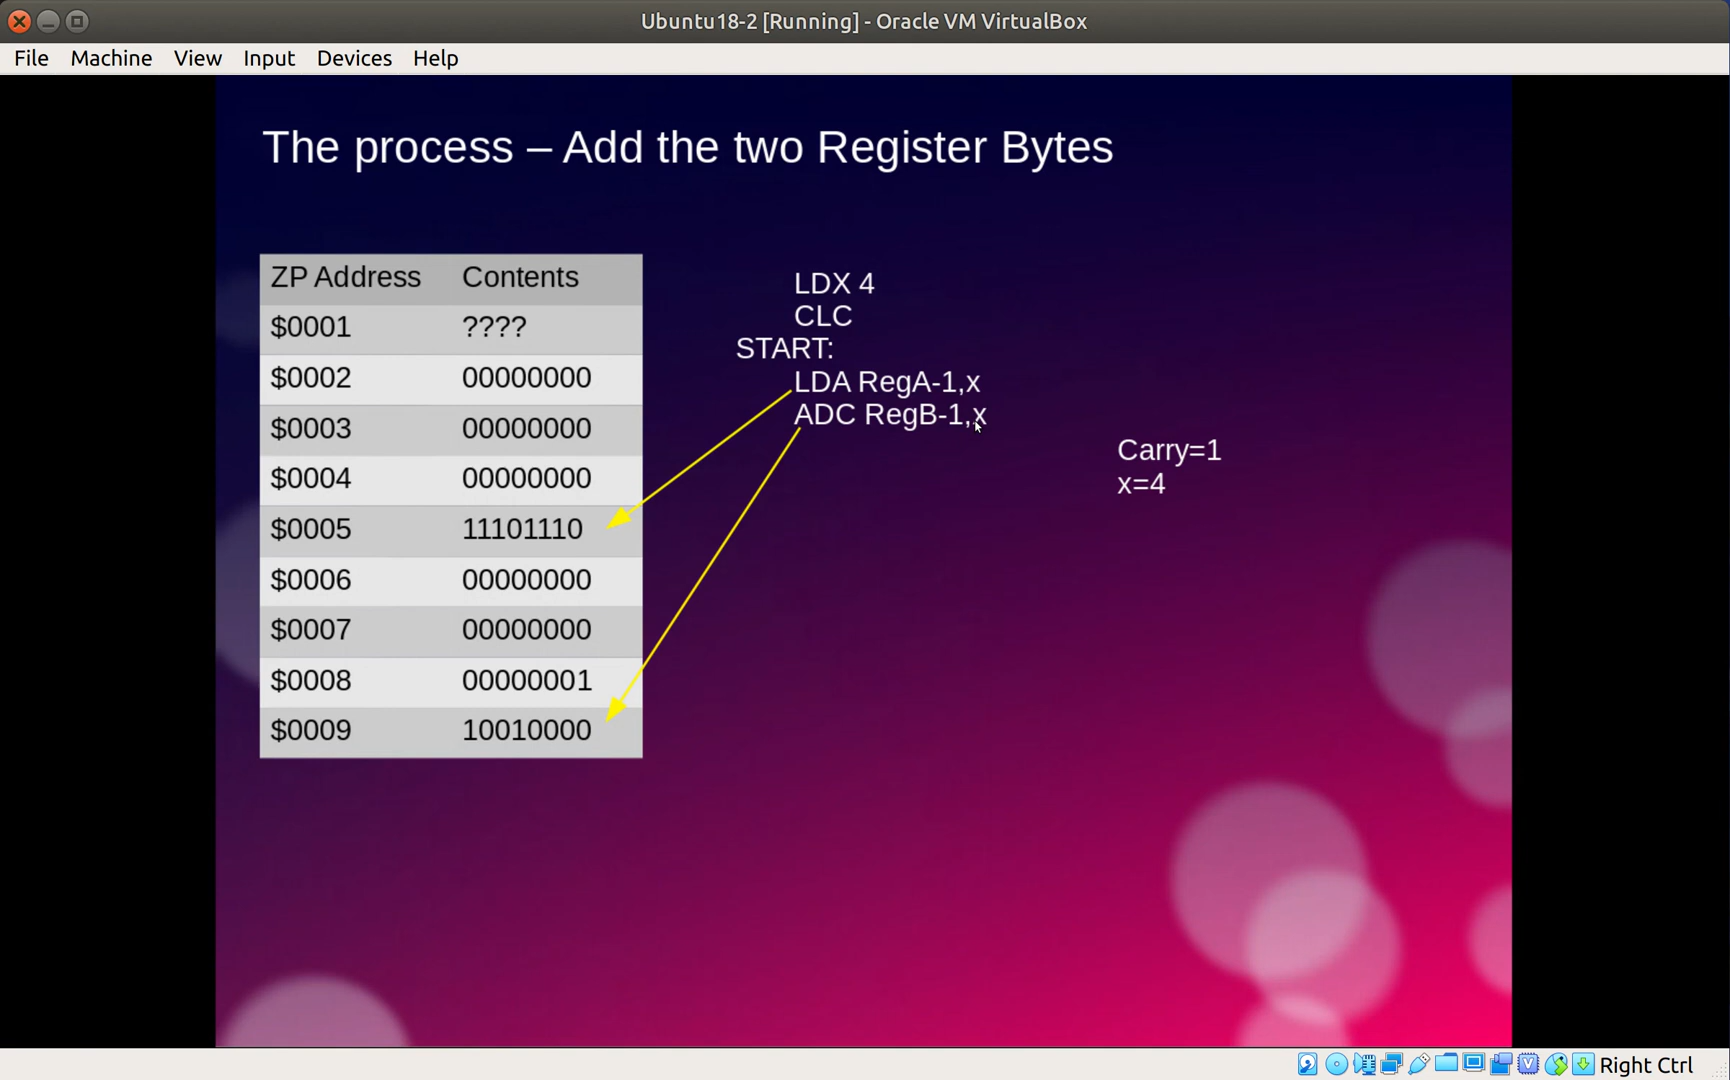 Ubuntu18-2 [Running] - Oracle VM VirtualBox
File Machine View Input Devices Help
The process – Add the two Register Bytes
ZP Address Contents
$0001 ????
$0002 00000000
$0003 00000000
$0004 00000000
$0005 11101110
$0006 00000000
$0007 00000000
$0008 00000001
$0009 10010000
LDX 4
CLC
START:
LDA RegA-1,x
ADC RegB-1,x
Carry=1
x=4
Right Ctrl